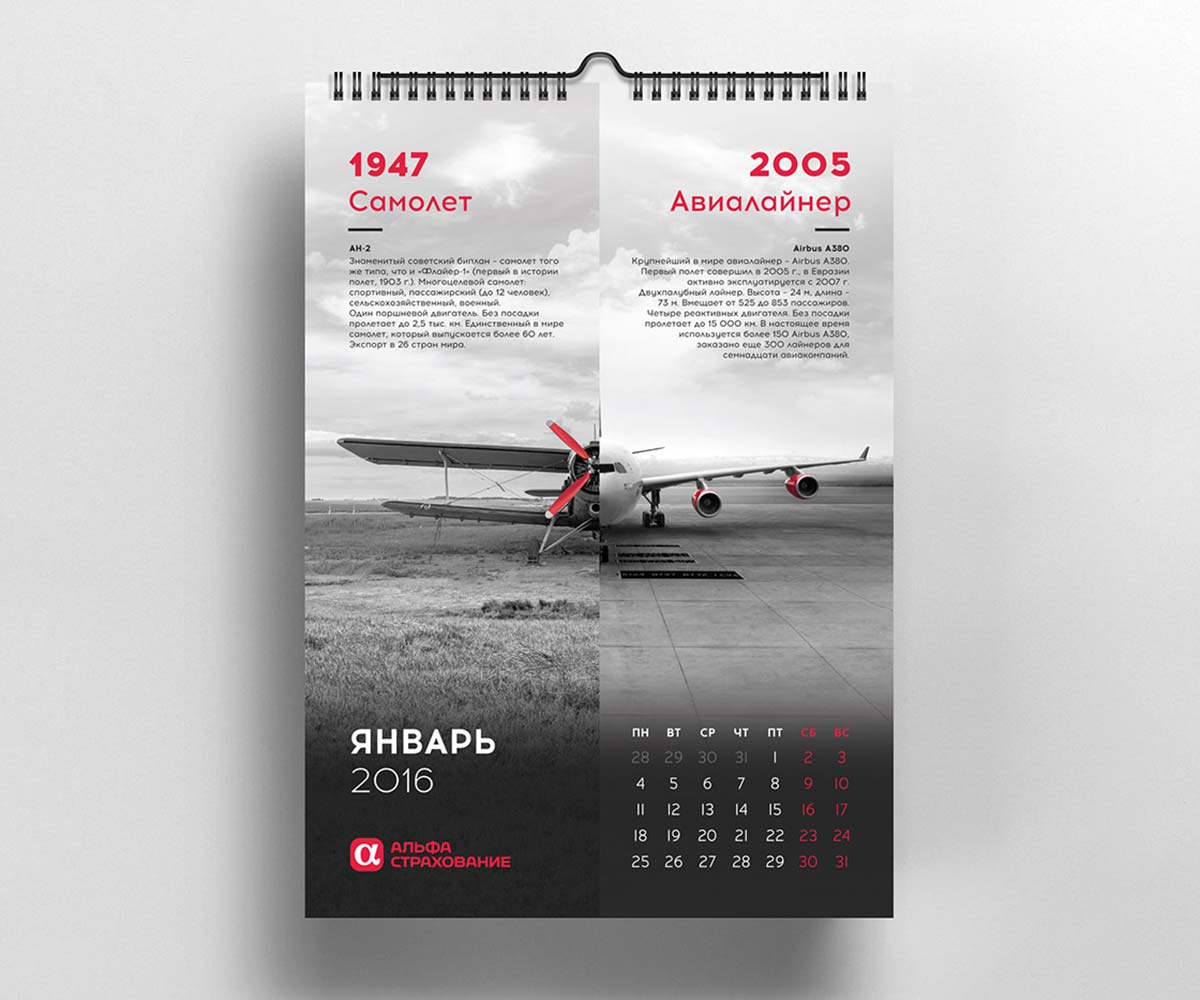 1947
Самолет
АН-2
Знаменитый советский биплан - самолет того
же типа, что и «Флайер-1» (первый в истории
полет, 1903 г.). Многоцелевой самолет:
спортивный, пассажирский (до 12 человек),
сельскохозяйственный, военный.
Один поршневой двигатель. Без посадки
пролетает до 2,5 тыс. км. Единственный в мире
самолет, который выпускается более 60 лет.
Экспорт в 26 стран мира.
2005
Авиалайнер
Airbus A380
Крупнейший в мире авиалайнер - Airbus A380.
Первый полет совершил в 2005 г., в Евразии
активно эксплуатируется с 2007 г.
Двухпалубный лайнер. Высота - 24 м, длина -
73 м. Вмещает от 525 до 853 пассажиров.
Четыре реактивных двигателя. Без посадки
пролетает до 15 000 км. В настоящее время
используется более 150 Airbus A380,
заказано еще 300 лайнеров для
семнадцати авиакомпаний.
ЯНВАРЬ
2016
α АЛЬФА
СТРАХОВАНИЕ
ПН ВТ СР ЧТ ПТ СБ ВС
28 29 30 31 1 2 3
4 5 6 7 8 9 10
11 12 13 14 15 16 17
18 19 20 21 22 23 24
25 26 27 28 29 30 31